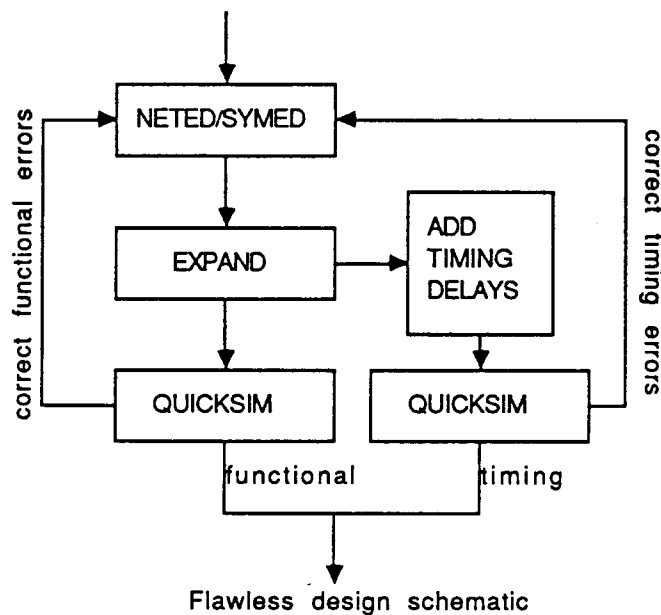 NETED/SYMED
correct functional errors
correct timing errors
ADD
TIMING
DELAYS
EXPAND
QUICKSIM
QUICKSIM
functional
timing
Flawless design schematic